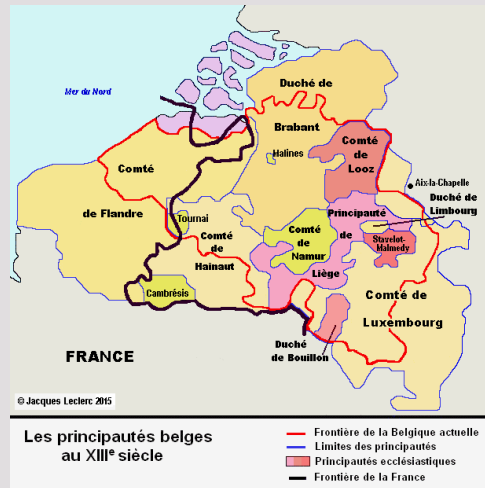 Mer du Nord
Duché de
Brabant
Halines
Comté
de
Looz
Comté
de Flandre
Aix-la-Chapelle
Duché de
Limbourg
Principauté
de
Liège
Tournai
Comté
de
Hainaut
Comté
de
Namur
Stavelot-
Malmedy
Cambrésis
Comté de
Luxembourg
Duché
de Bouillon
FRANCE
© Jacques Leclerc 2015
Les principautés belges
au XIIIe siècle
Frontière de la Belgique actuelle
Limites des principautés
Principautés ecclésiastiques
Frontière de la France